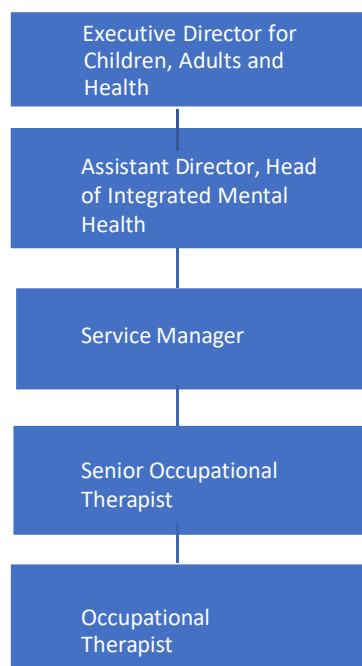 Executive Director for
Children, Adults and
Health
Assistant Director, Head
of Integrated Mental
Health
Service Manager
Senior Occupational
Therapist
Occupational
Therapist